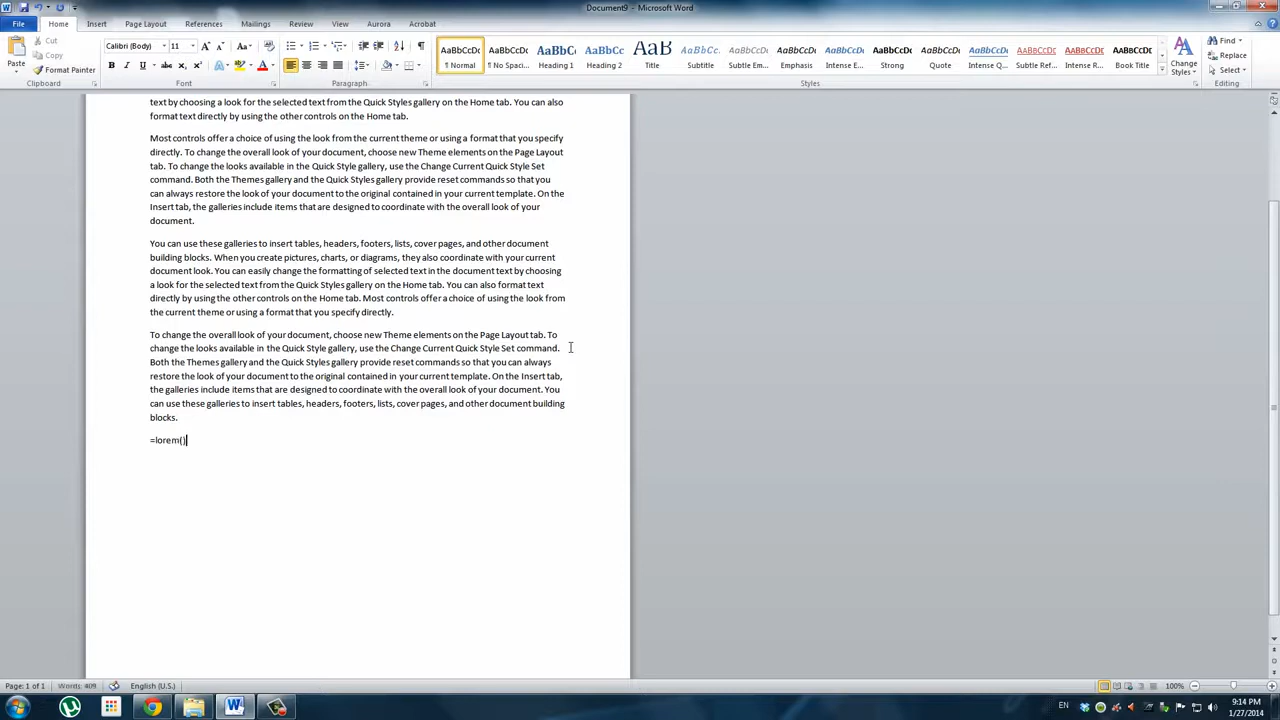 Document9 - Microsoft Word
File Home Insert Page Layout References Mailings Review View Aurora Acrobat
Paste Cut Copy Format Painter
Calibri (Body) 11
AaBbCcDc AaBbCcDc AaBbC AaBbCc AaB AaBbCcI AaBbCcDc AaBbCcDc AaBbCcDc AaBbCcDc AaBbCcDc AaBbCcDc AaBbCcDc AaBbCcDc AaBbCcDc
¶ Normal ¶ No Spaci... Heading 1 Heading 2 Title Subtitle Subtle Em... Emphasis Intense E... Strong Quote Intense Q... Subtle Ref... Intense R... Book Title
Change Styles
Find Replace Select
Clipboard Font Paragraph Styles Editing
text by choosing a look for the selected text from the Quick Styles gallery on the Home tab. You can also
format text directly by using the other controls on the Home tab.
Most controls offer a choice of using the look from the current theme or using a format that you specify
directly. To change the overall look of your document, choose new Theme elements on the Page Layout
tab. To change the looks available in the Quick Style gallery, use the Change Current Quick Style Set
command. Both the Themes gallery and the Quick Styles gallery provide reset commands so that you
can always restore the look of your document to the original contained in your current template. On the
Insert tab, the galleries include items that are designed to coordinate with the overall look of your
document.
You can use these galleries to insert tables, headers, footers, lists, cover pages, and other document
building blocks. When you create pictures, charts, or diagrams, they also coordinate with your current
document look. You can easily change the formatting of selected text in the document text by choosing
a look for the selected text from the Quick Styles gallery on the Home tab. You can also format text
directly by using the other controls on the Home tab. Most controls offer a choice of using the look from
the current theme or using a format that you specify directly.
To change the overall look of your document, choose new Theme elements on the Page Layout tab. To
change the looks available in the Quick Style gallery, use the Change Current Quick Style Set command.
Both the Themes gallery and the Quick Styles gallery provide reset commands so that you can always
restore the look of your document to the original contained in your current template. On the Insert tab,
the galleries include items that are designed to coordinate with the overall look of your document. You
can use these galleries to insert tables, headers, footers, lists, cover pages, and other document building
blocks.
=lorem()
Page: 1 of 1 Words: 409 English (U.S.) 100%
EN 9:14 PM
1/27/2014